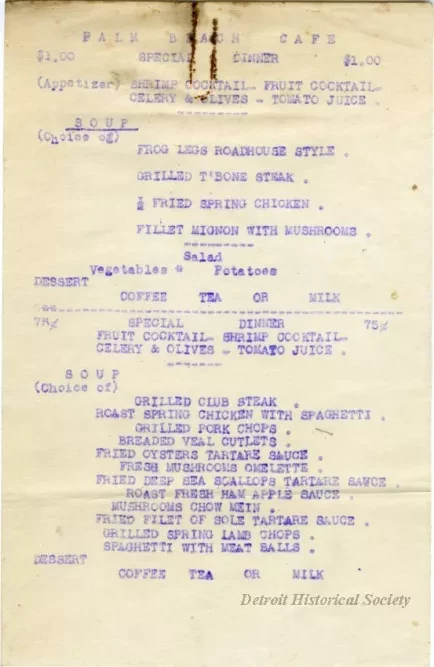 PALM BEACH CAFE
$1.00 SPECIAL DINNER $1.00
(Appetizer) SHRIMP COCKTAIL- FRUIT COCKTAIL-
CELERY & OLIVES - TOMATO JUICE .
SOUP
(Choice of)
FROG LEGS ROADHOUSE STYLE .
GRILLED T'BONE STEAK .
½ FRIED SPRING CHICKEN .
FILLET MIGNON WITH MUSHROOMS .
Salad
Vegetables * Potatoes
DESSERT
COFFEE TEA OR MILK
75¢ SPECIAL DINNER 75¢
FRUIT COCKTAIL- SHRIMP COCKTAIL-
CELERY & OLIVES - TOMATO JUICE .
SOUP
(Choice of)
GRILLED CLUB STEAK .
ROAST SPRING CHICKEN WITH SPAGHETTI .
GRILLED PORK CHOPS .
BREADED VEAL CUTLETS .
FRIED OYSTERS TARTARE SAUCE .
FRESH MUSHROOMS OMELETTE .
FRIED DEEP SEA SCALLOPS TARTARE SAUCE .
ROAST FRESH HAM APPLE SAUCE .
MUSHROOMS CHOW MEIN .
FRIED FILET OF SOLE TARTARE SAUCE .
GRILLED SPRING LAMB CHOPS .
SPAGHETTI WITH MEAT BALLS .
DESSERT
COFFEE TEA OR MILK
Detroit Historical Society